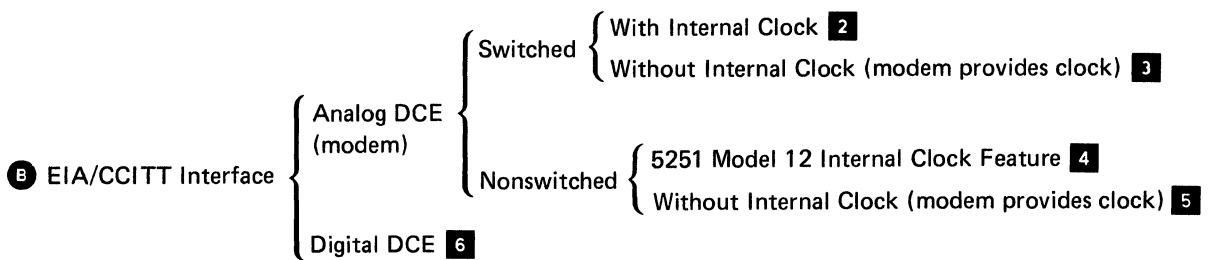 With Internal Clock 2
Switched
Without Internal Clock (modem provides clock) 3
Analog DCE
(modem)
B EIA/CCITT Interface
5251 Model 12 Internal Clock Feature 4
Nonswitched
Without Internal Clock (modem provides clock) 5
Digital DCE 6